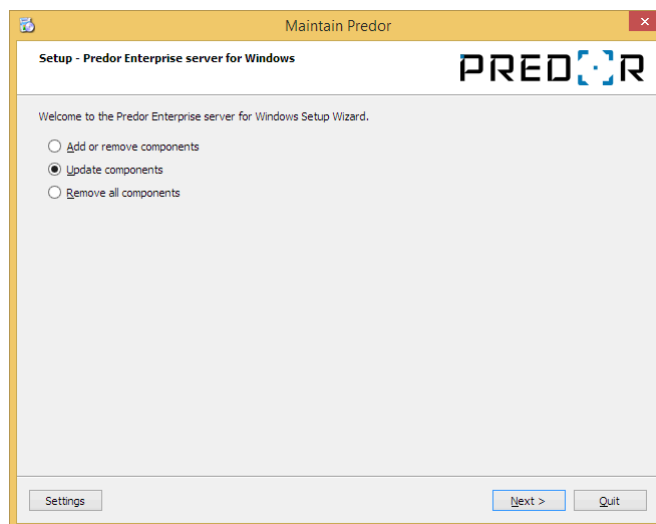 Maintain Predor
Setup - Predor Enterprise server for Windows
PREDOR
Welcome to the Predor Enterprise server for Windows Setup Wizard.
Add or remove components
Update components
Remove all components
Settings
Next >
Quit